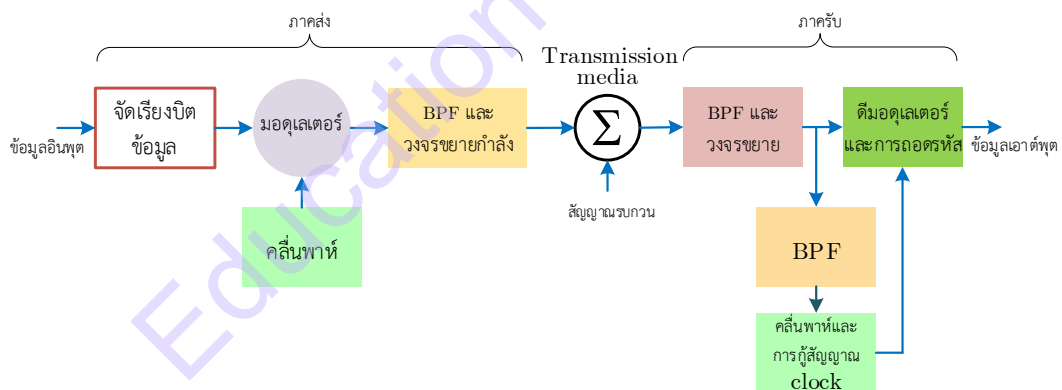 ภาคส่ง
ภาครับ
Transmission
media
จัดเรียงบิต
ข้อมูล
มอดุเลเตอร์
BPF และ
วงจรขยายกำลัง
Σ
BPF และ
วงจรขยาย
ดีมอดุเลเตอร์
และการถอดรหัส
ข้อมูลอินพุต
ข้อมูลเอาต์พุต
สัญญาณรบกวน
คลื่นพาห์
BPF
คลื่นพาห์และ
การกู้สัญญาณ
clock
Education